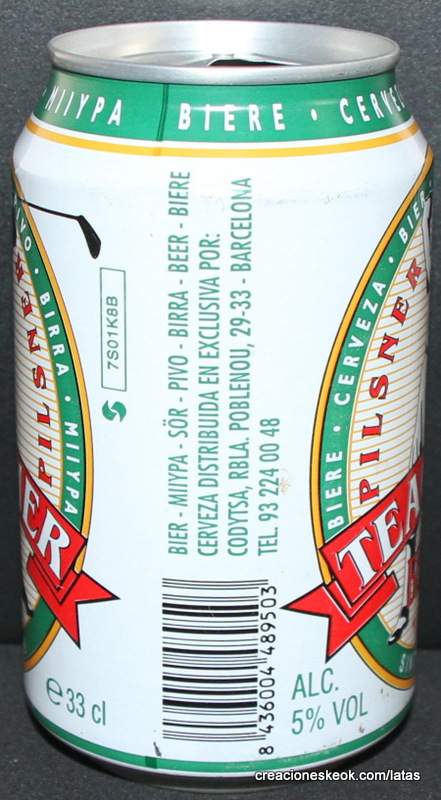 MIIYPA BIERE • CERVE
PIVO • BIRRA • MIIYPA
PILSNER
ER
7S01K8B
BIER - MIIYPA - SÖR - PIVO - BIRRA - BEER - BIERE
CERVEZA DISTRIBUIDA EN EXCLUSIVA POR:
CODYTSA, RBLA. POBLENOU, 29-33 - BARCELONA
TEL. 93 224 00 48
BIERE • CERVEZA • BIER
PILSNER
TEA
8 436004 489503
e 33 cl
ALC.
5% VOL
creacioneskeok.com/latas